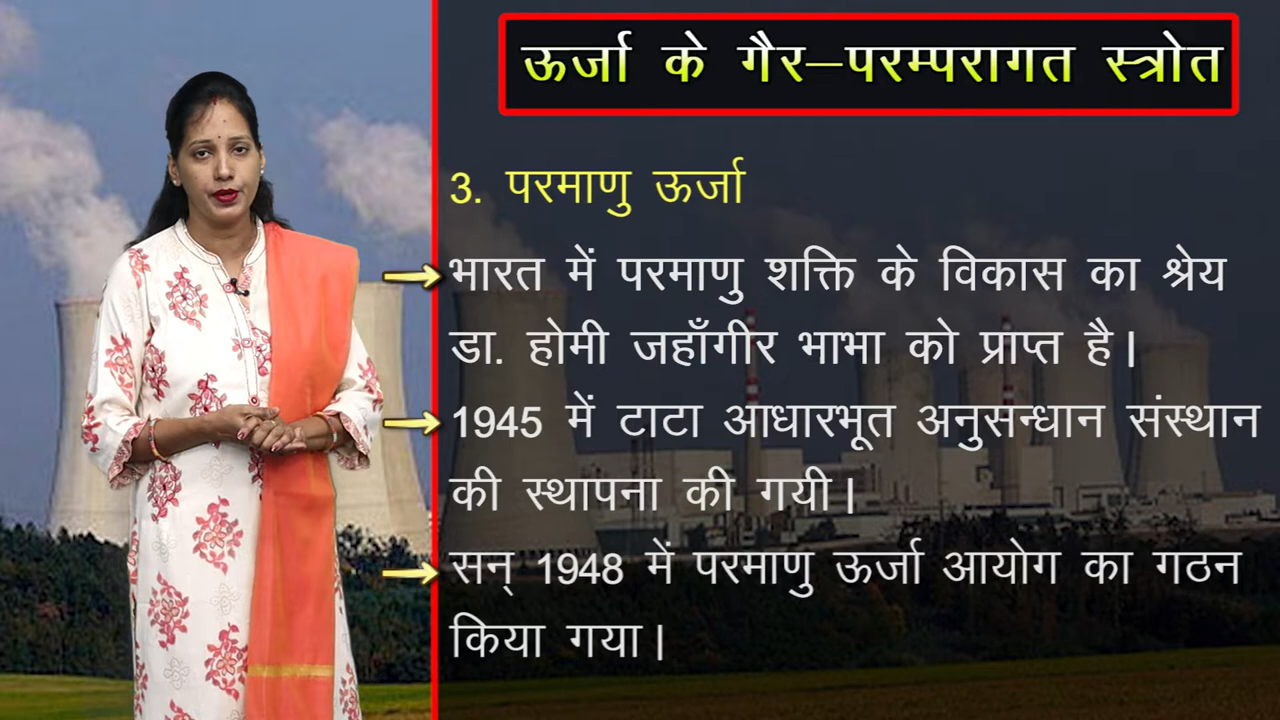 ऊर्जा के गैर–परम्परागत स्त्रोत
3. परमाणु ऊर्जा
भारत में परमाणु शक्ति के विकास का श्रेय
डा. होमी जहाँगीर भाभा को प्राप्त है।
1945 में टाटा आधारभूत अनुसन्धान संस्थान
की स्थापना की गयी।
सन् 1948 में परमाणु ऊर्जा आयोग का गठन
किया गया।